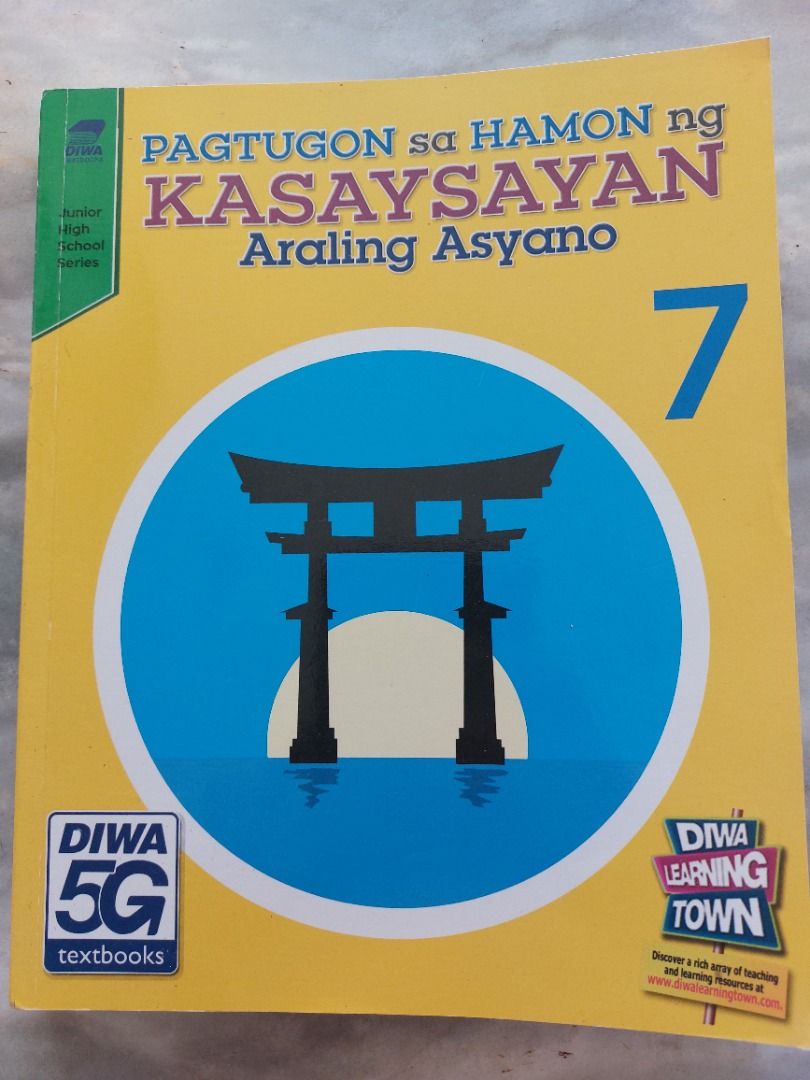 DIWA
textbooks
Junior
High
School
Series
PAGTUGON sa HAMON ng
KASAYSAYAN
Araling Asyano
7
DIWA
5G
textbooks
DIWA
LEARNING
TOWN
Discover a rich array of teaching
and learning resources at
www.diwalearningtown.com.